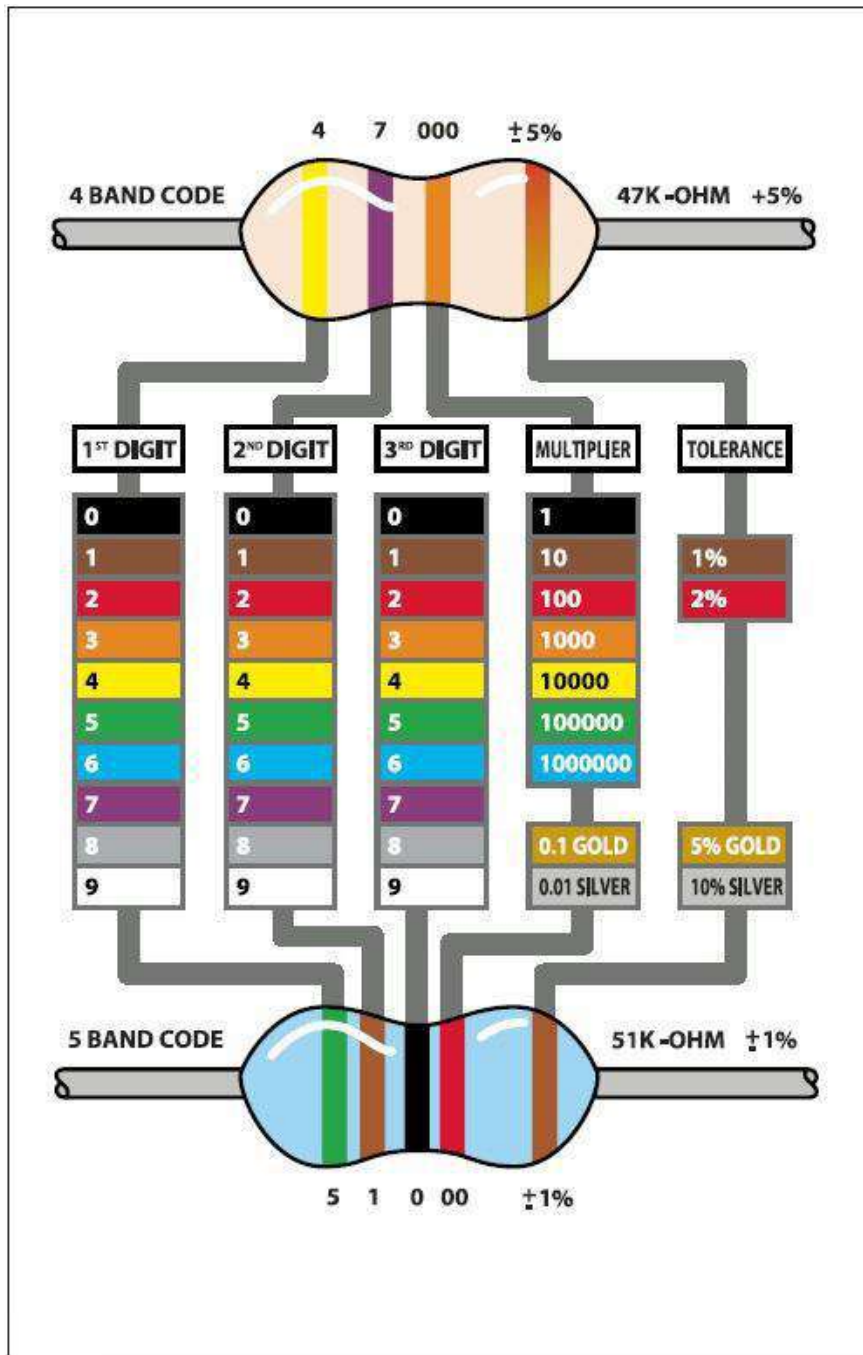 4 7 000 ±5%
4 BAND CODE 47K-OHM +5%
1ST DIGIT 2ND DIGIT 3RD DIGIT MULTIPLIER TOLERANCE
0 0 0 1
1 1 1 10 1%
2 2 2 100 2%
3 3 3 1000
4 4 4 10000
5 5 5 100000
6 6 6 1000000
7 7 7
8 8 8 0.1 GOLD 5% GOLD
9 9 9 0.01 SILVER 10% SILVER
5 BAND CODE 51K-OHM ±1%
5 1 0 00 ±1%